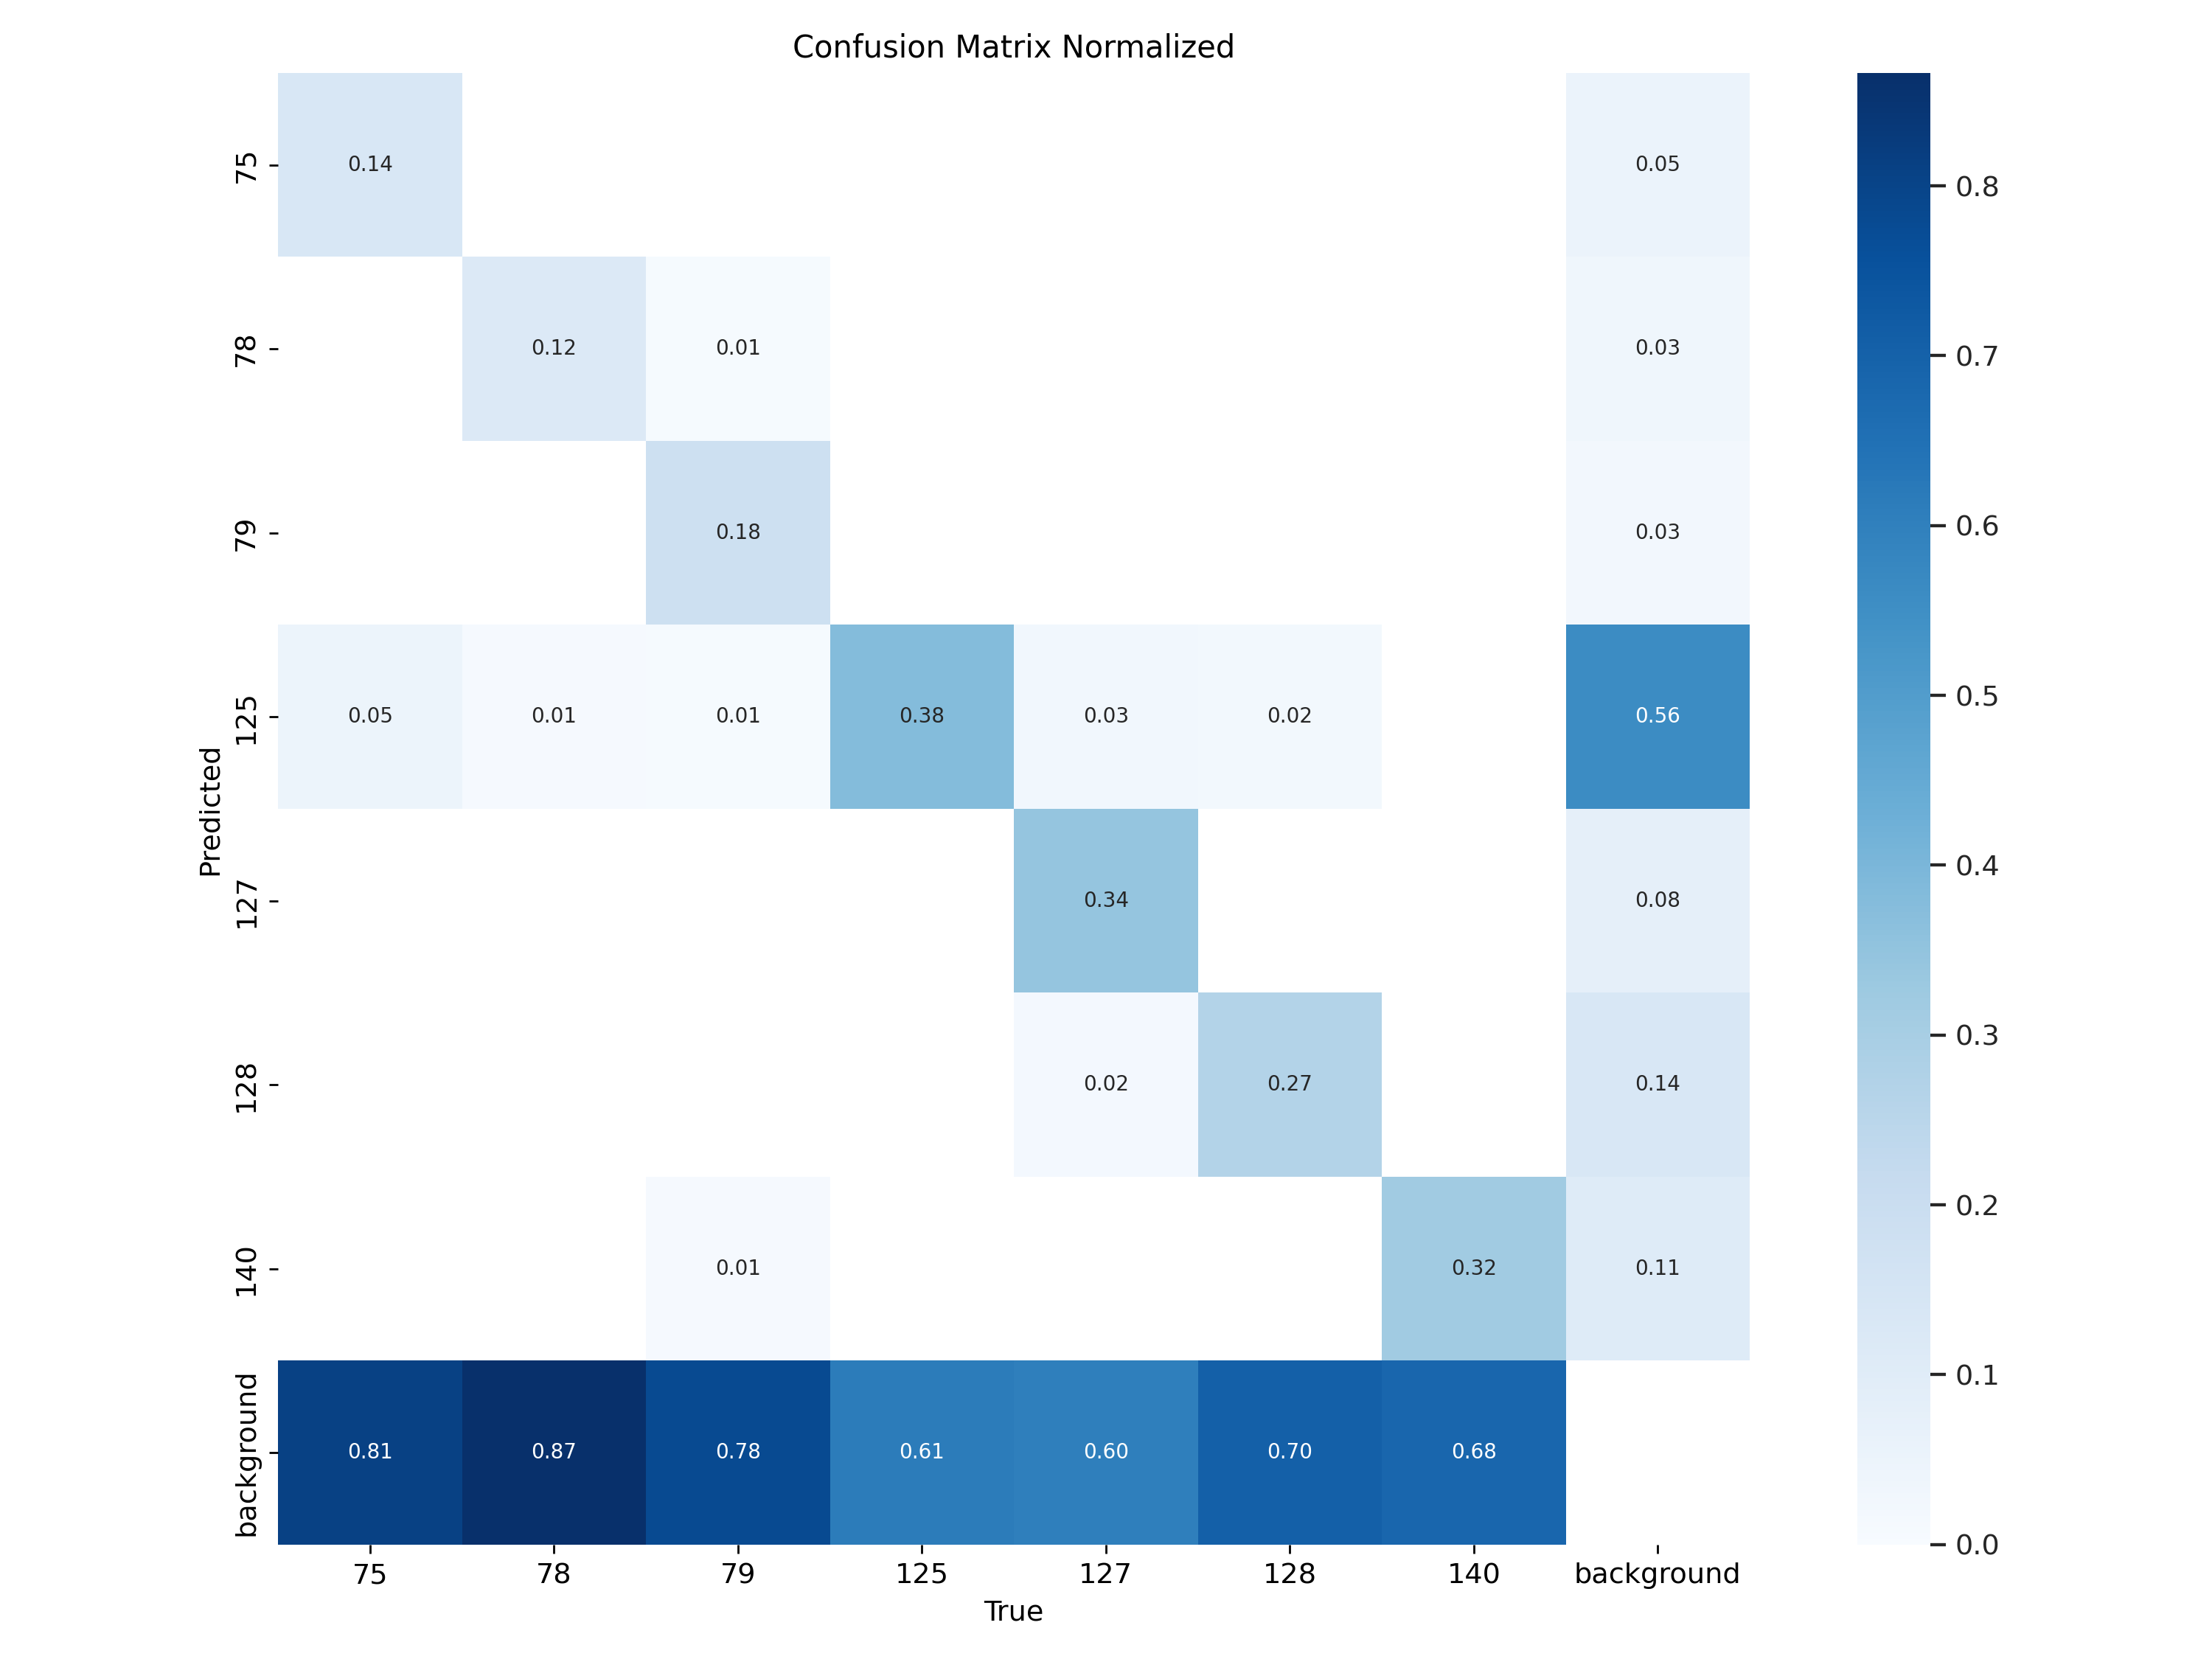 Confusion Matrix Normalized
75 0.14 0.05
78 0.12 0.01 0.03
79 0.18 0.03
125 0.05 0.01 0.01 0.38 0.03 0.02 0.56
127 0.34 0.08
128 0.02 0.27 0.14
140 0.01 0.32 0.11
background 0.81 0.87 0.78 0.61 0.60 0.70 0.68
Predicted
75 78 79 125 127 128 140 background
True
0.8
0.7
0.6
0.5
0.4
0.3
0.2
0.1
0.0